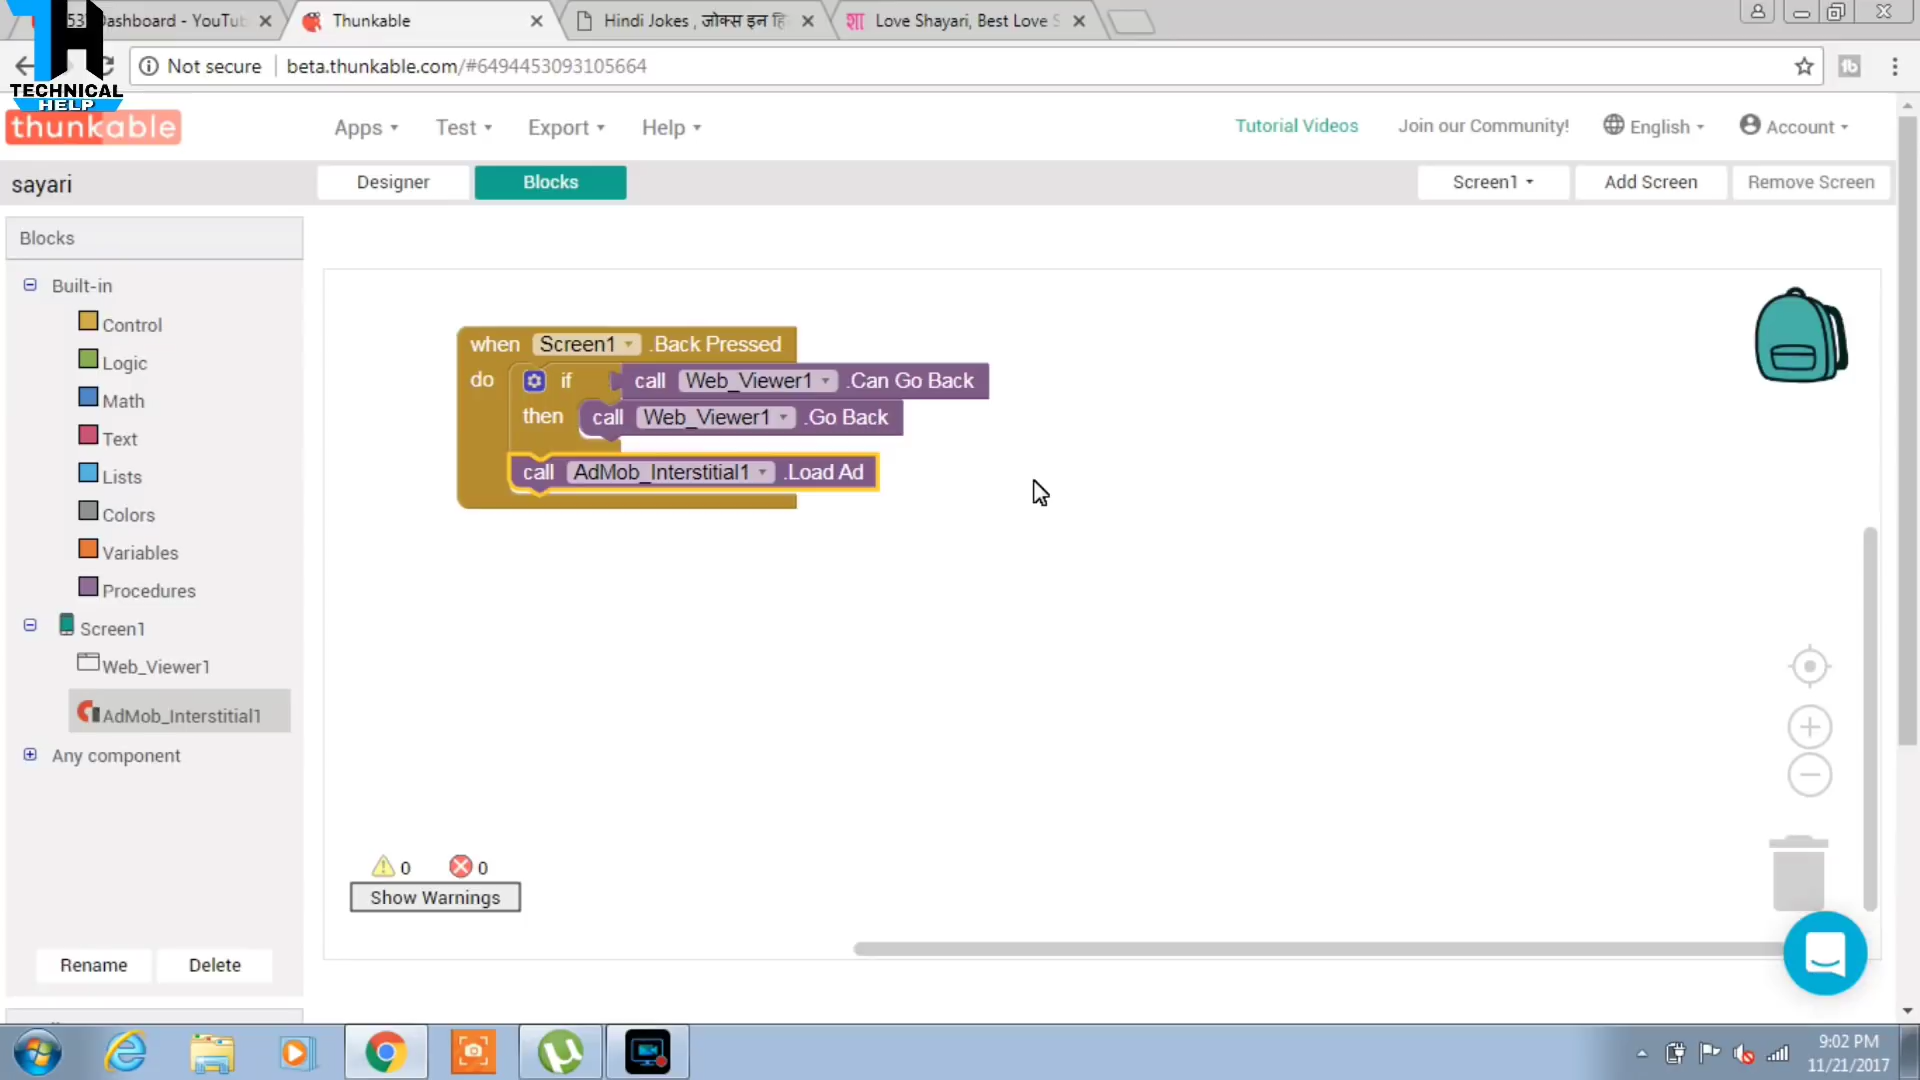 53 Dashboard - YouTub
Thunkable
Hindi Jokes , जोक्स इन हि
शा Love Shayari, Best Love S
Not secure
beta.thunkable.com/#6494453093105664
TH
TECHNICAL
HELP
thunkable
Apps
Test
Export
Help
Tutorial Videos
Join our Community!
English
Account
sayari
Designer
Blocks
Screen1
Add Screen
Remove Screen
Blocks
Built-in
Control
Logic
Math
Text
Lists
Colors
Variables
Procedures
Screen1
Web_Viewer1
AdMob_Interstitial1
Any component
Rename
Delete
when Screen1 .Back Pressed
do if call Web_Viewer1 .Can Go Back
then call Web_Viewer1 .Go Back
call AdMob_Interstitial1 .Load Ad
0 0
Show Warnings
9:02 PM
11/21/2017